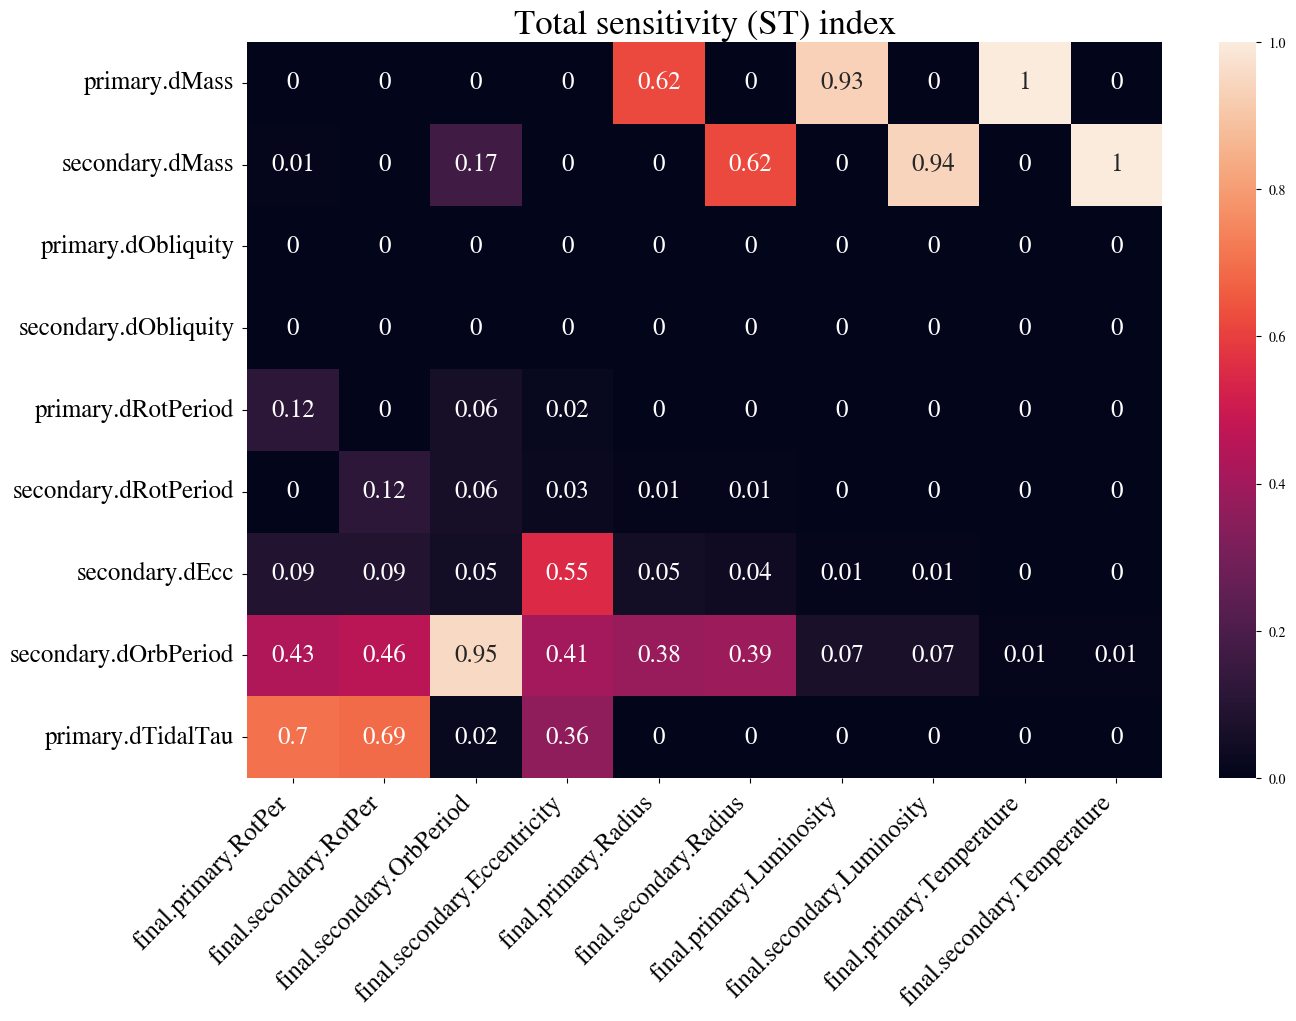 Total sensitivity (ST) index
primary.dMass 0 0 0 0 0.62 0 0.93 0 1 0
secondary.dMass 0.01 0 0.17 0 0 0.62 0 0.94 0 1
primary.dObliquity 0 0 0 0 0 0 0 0 0 0
secondary.dObliquity 0 0 0 0 0 0 0 0 0 0
primary.dRotPeriod 0.12 0 0.06 0.02 0 0 0 0 0 0
secondary.dRotPeriod 0 0.12 0.06 0.03 0.01 0.01 0 0 0 0
secondary.dEcc 0.09 0.09 0.05 0.55 0.05 0.04 0.01 0.01 0 0
secondary.dOrbPeriod 0.43 0.46 0.95 0.41 0.38 0.39 0.07 0.07 0.01 0.01
primary.dTidalTau 0.7 0.69 0.02 0.36 0 0 0 0 0 0
final.primary.RotPer
final.secondary.RotPer
final.secondary.OrbPeriod
final.secondary.Eccentricity
final.primary.Radius
final.secondary.Radius
final.primary.Luminosity
final.secondary.Luminosity
final.primary.Temperature
final.secondary.Temperature
1.0
0.8
0.6
0.4
0.2
0.0